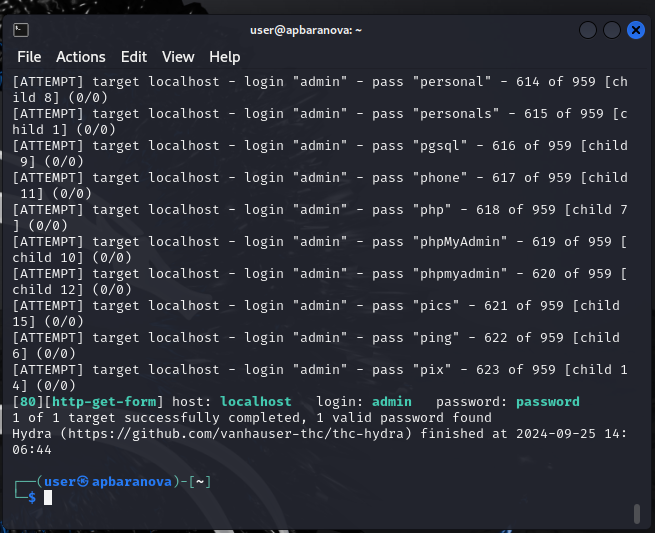 user@apbaranova: ~
File Actions Edit View Help
[ATTEMPT] target localhost - login "admin" - pass "personal" - 614 of 959 [ch
ild 8] (0/0)
[ATTEMPT] target localhost - login "admin" - pass "personals" - 615 of 959 [c
hild 1] (0/0)
[ATTEMPT] target localhost - login "admin" - pass "pgsql" - 616 of 959 [child
 9] (0/0)
[ATTEMPT] target localhost - login "admin" - pass "phone" - 617 of 959 [child
 11] (0/0)
[ATTEMPT] target localhost - login "admin" - pass "php" - 618 of 959 [child 7
] (0/0)
[ATTEMPT] target localhost - login "admin" - pass "phpMyAdmin" - 619 of 959 [
child 10] (0/0)
[ATTEMPT] target localhost - login "admin" - pass "phpmyadmin" - 620 of 959 [
child 12] (0/0)
[ATTEMPT] target localhost - login "admin" - pass "pics" - 621 of 959 [child
15] (0/0)
[ATTEMPT] target localhost - login "admin" - pass "ping" - 622 of 959 [child
6] (0/0)
[ATTEMPT] target localhost - login "admin" - pass "pix" - 623 of 959 [child 1
4] (0/0)
[80][http-get-form] host: localhost   login: admin   password: password
1 of 1 target successfully completed, 1 valid password found
Hydra (https://github.com/vanhauser-thc/thc-hydra) finished at 2024-09-25 14:
06:44
┌──(user㉿apbaranova)-[~]
└─$